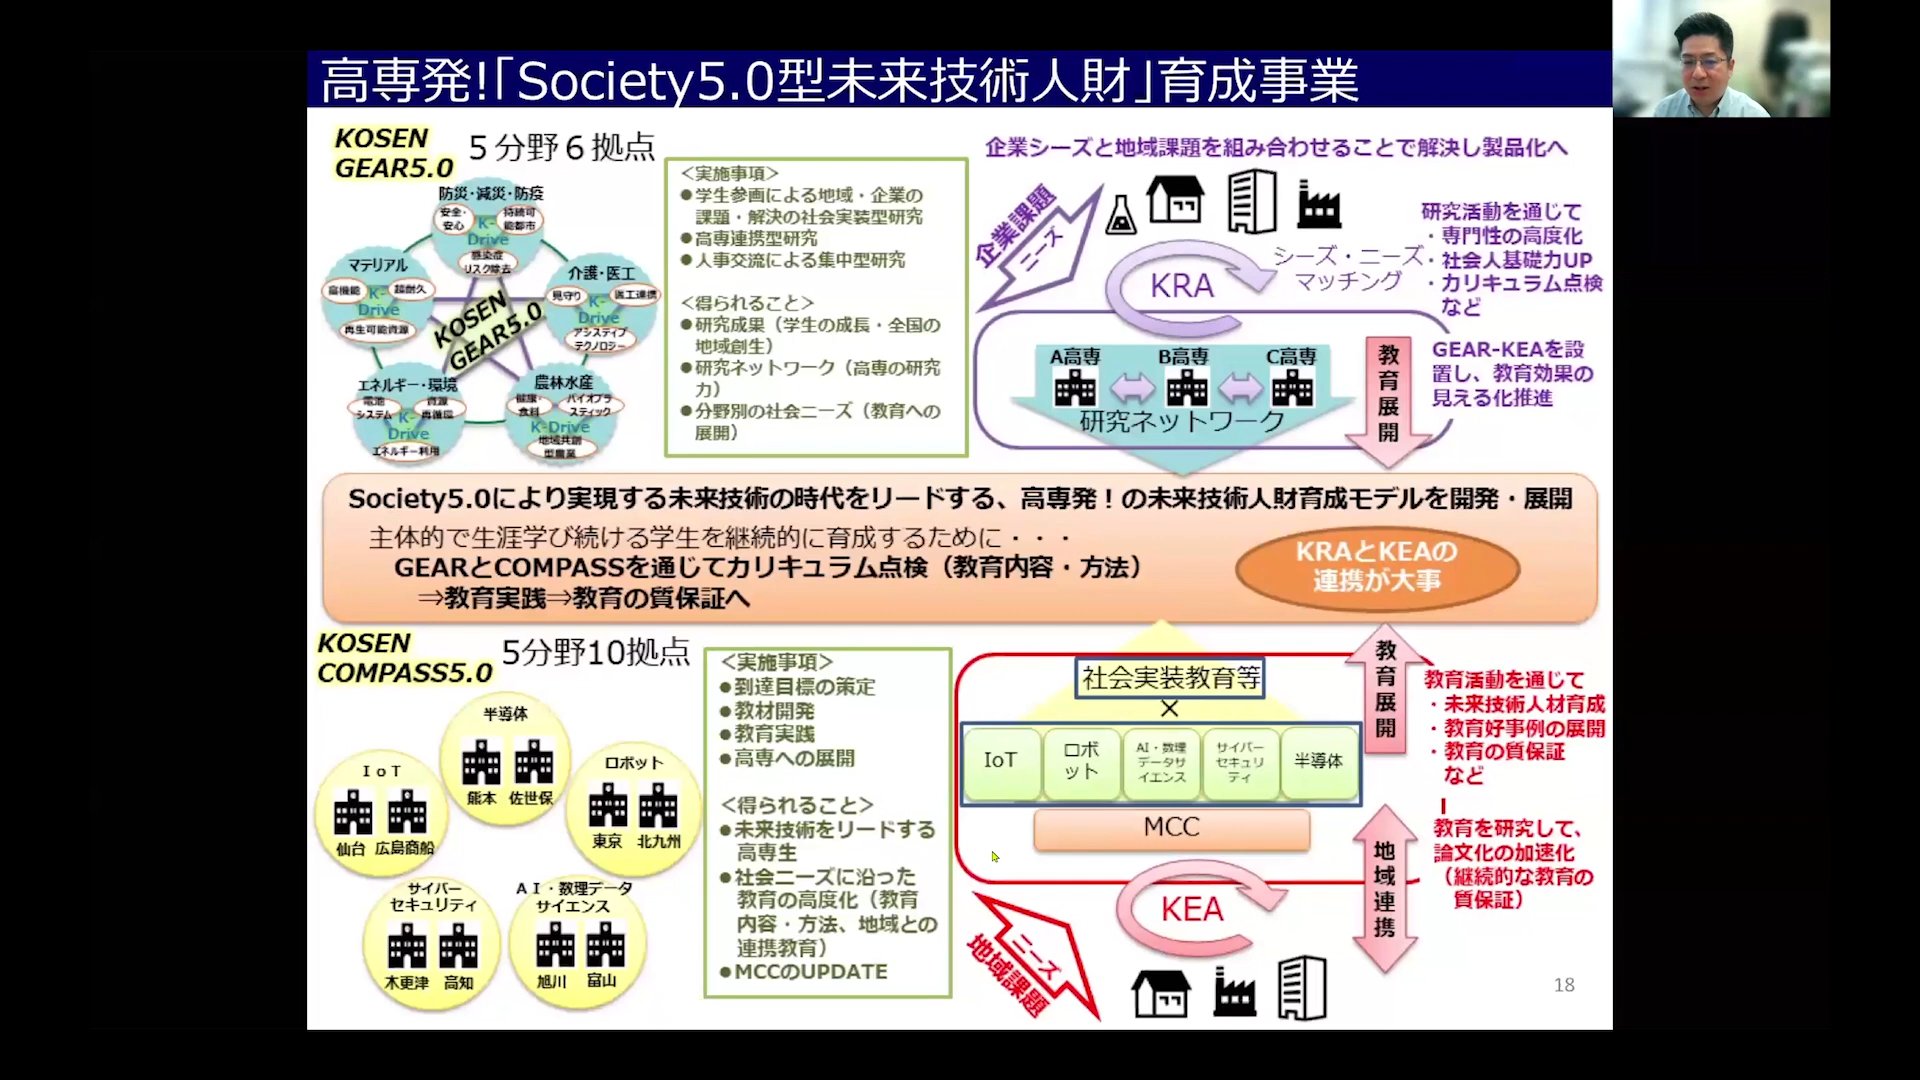 高専発!「Society5.0型未来技術人財」育成事業
KOSEN
GEAR5.0
5分野6拠点
防災・減災・防疫
安全・
安心
持続可
能都市
K-
Drive
感染症
リスク除去
マテリアル
高機能
超耐久
K-
Drive
再生可能資源
介護・医工
見守り
医工連携
K-
Drive
アシスティブ
テクノロジー
KOSEN
GEAR5.0
エネルギー・環境
電池
システム
資源
再循環
K-
Drive
エネルギー利用
農林水産
健康・
食料
バイオプラ
スティック
K-Drive
地域共創
型農業
<実施事項>
●学生参画による地域・企業の
課題・解決の社会実装型研究
●高専連携型研究
●人事交流による集中型研究
<得られること>
●研究成果（学生の成長・全国の
地域創生）
●研究ネットワーク（高専の研究
力）
●分野別の社会ニーズ（教育への
展開）
企業シーズと地域課題を組み合わせることで解決し製品化へ
企業課題
ニーズ
KRA
シーズ・ニーズ
マッチング
研究活動を通じて
・専門性の高度化
・社会人基礎力UP
・カリキュラム点検
など
A高専
B高専
C高専
研究ネットワーク
教育展開
GEAR-KEAを設
置し、教育効果の
見える化推進
Society5.0により実現する未来技術の時代をリードする、高専発！の未来技術人財育成モデルを開発・展開
主体的で生涯学び続ける学生を継続的に育成するために・・・
GEARとCOMPASSを通じてカリキュラム点検（教育内容・方法）
⇒教育実践⇒教育の質保証へ
KRAとKEAの
連携が大事
KOSEN
COMPASS5.0
5分野10拠点
半導体
熊本 佐世保
IoT
仙台 広島商船
ロボット
東京 北九州
サイバー
セキュリティ
木更津 高知
AI・数理データ
サイエンス
旭川 富山
<実施事項>
●到達目標の策定
●教材開発
●教育実践
●高専への展開
<得られること>
●未来技術をリードする
高専生
●社会ニーズに沿った
教育の高度化（教育
内容・方法、地域との
連携教育）
●MCCのUPDATE
社会実装教育等
×
IoT
ロボ
ット
AI・数理
データサ
イエンス
サイバー
セキュリ
ティ
半導体
MCC
KEA
ニーズ
地域課題
教育展開
地域連携
教育活動を通じて
・未来技術人材育成
・教育好事例の展開
・教育の質保証
など
教育を研究して、
論文化の加速化
（継続的な教育の
質保証）
18